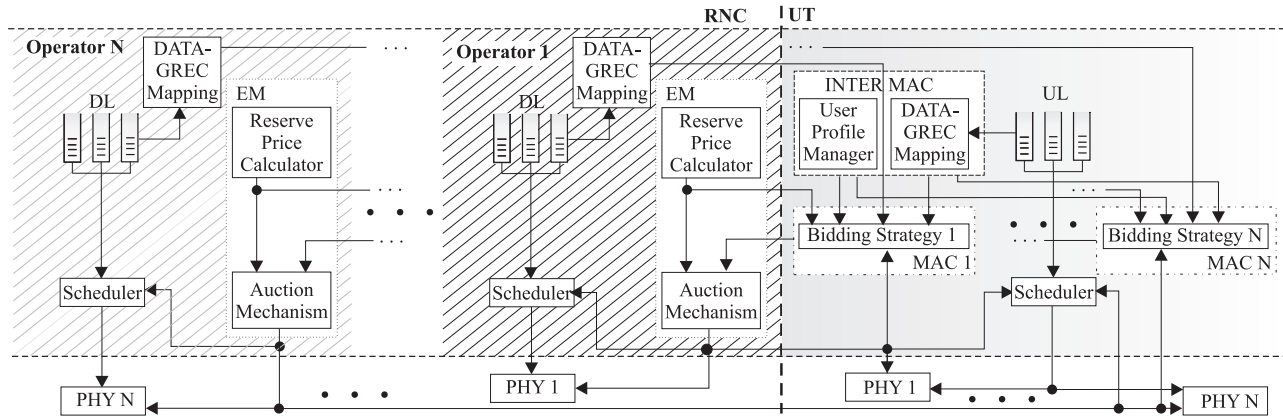 RNC
UT
Operator N
DATA-
GREC
Mapping
DL
EM
Reserve
Price
Calculator
Scheduler
Auction
Mechanism
PHY N
Operator 1
DATA-
GREC
Mapping
DL
EM
Reserve
Price
Calculator
Scheduler
Auction
Mechanism
PHY 1
INTER MAC
User
Profile
Manager
DATA-
GREC
Mapping
UL
Bidding Strategy 1
MAC 1
Bidding Strategy N
MAC N
Scheduler
PHY 1
PHY N